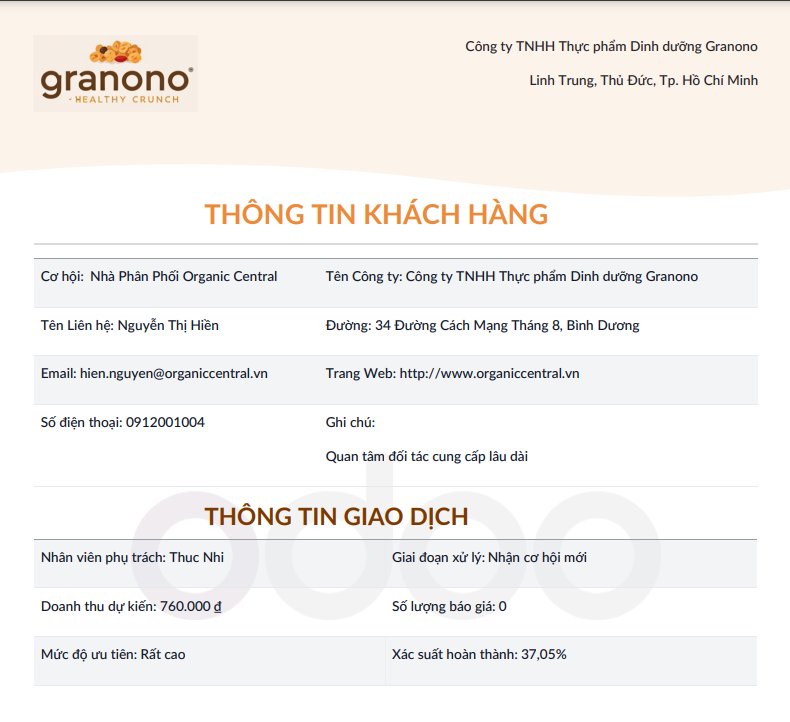 granono®
• HEALTHY CRUNCH
Công ty TNHH Thực phẩm Dinh dưỡng Granono
Linh Trung, Thủ Đức, Tp. Hồ Chí Minh
THÔNG TIN KHÁCH HÀNG
Cơ hội: Nhà Phân Phối Organic Central
Tên Công ty: Công ty TNHH Thực phẩm Dinh dưỡng Granono
Tên Liên hệ: Nguyễn Thị Hiền
Đường: 34 Đường Cách Mạng Tháng 8, Bình Dương
Email: hien.nguyen@organiccentral.vn
Trang Web: http://www.organiccentral.vn
Số điện thoại: 0912001004
Ghi chú:
Quan tâm đối tác cung cấp lâu dài
odoo
THÔNG TIN GIAO DỊCH
Nhân viên phụ trách: Thuc Nhi
Giai đoạn xử lý: Nhận cơ hội mới
Doanh thu dự kiến: 760.000 ₫
Số lượng báo giá: 0
Mức độ ưu tiên: Rất cao
Xác suất hoàn thành: 37,05%